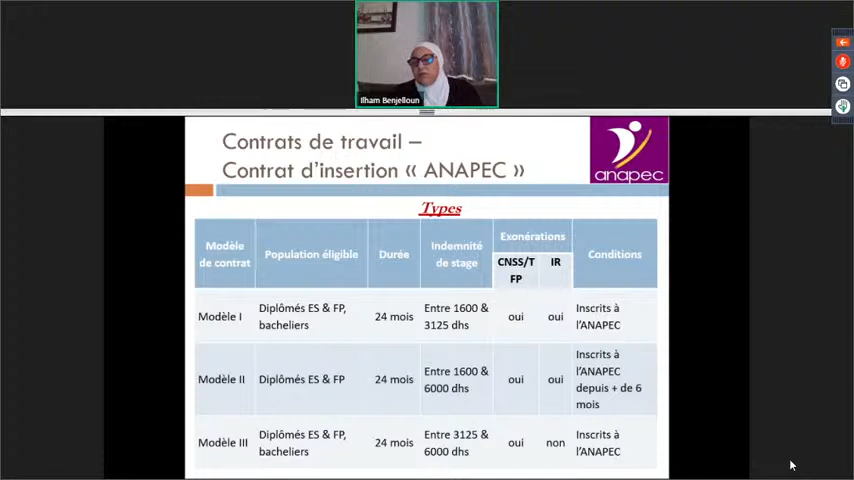 Ilham Benjelloun
Contrats de travail –
Contrat d'insertion « ANAPEC »
anapec
Types
Modèle de contrat
Population éligible
Durée
Indemnité de stage
Exonérations
CNSS/T FP
IR
Conditions
Modèle I
Diplômés ES & FP, bacheliers
24 mois
Entre 1600 & 3125 dhs
oui
oui
Inscrits à l'ANAPEC
Modèle II
Diplômés ES & FP
24 mois
Entre 1600 & 6000 dhs
oui
oui
Inscrits à l'ANAPEC depuis + de 6 mois
Modèle III
Diplômés ES & FP, bacheliers
24 mois
Entre 3125 & 6000 dhs
oui
non
Inscrits à l'ANAPEC